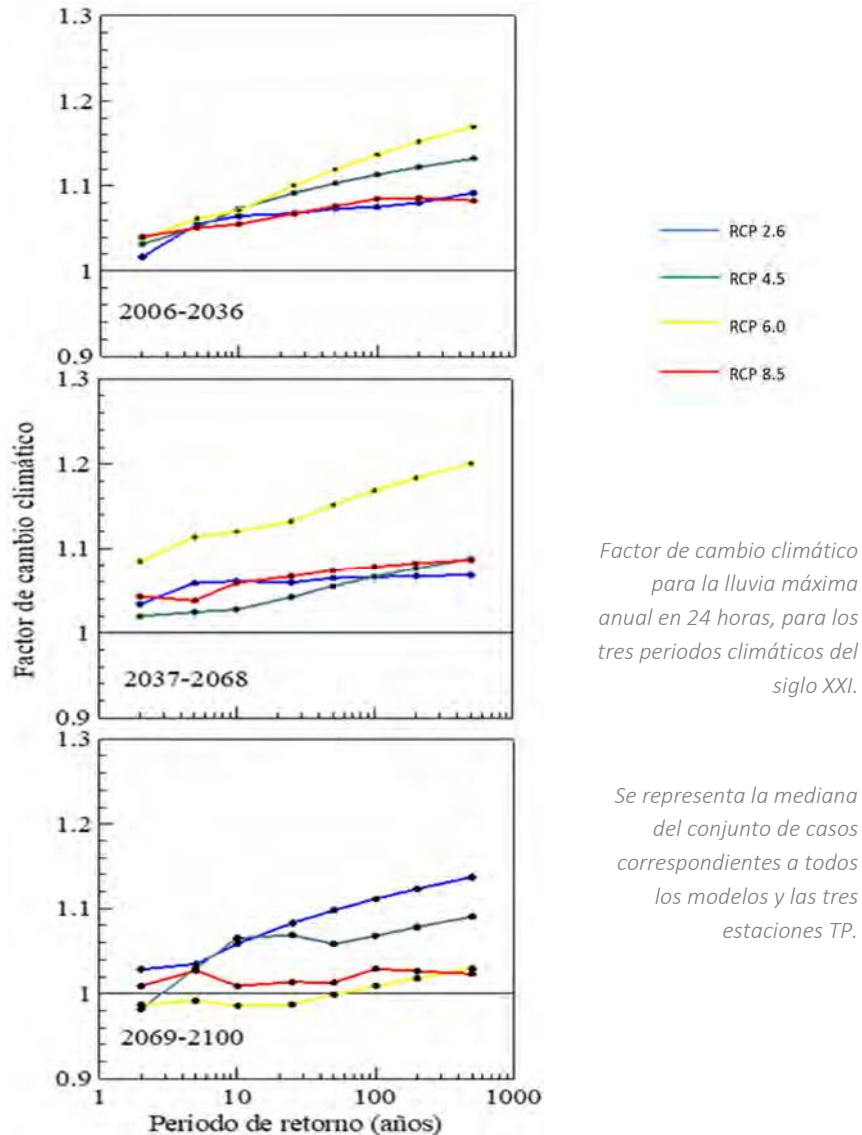 Factor de cambio climático
1.3
1.2
1.1
1
0.9
2006-2036
1.3
1.2
1.1
1
0.9
2037-2068
1.3
1.2
1.1
1
0.9
2069-2100
1
10
100
1000
Periodo de retorno (años)
RCP 2.6
RCP 4.5
RCP 6.0
RCP 8.5
Factor de cambio climático
para la lluvia máxima
anual en 24 horas, para los
tres periodos climáticos del
siglo XXI.
Se representa la mediana
del conjunto de casos
correspondientes a todos
los modelos y las tres
estaciones TP.